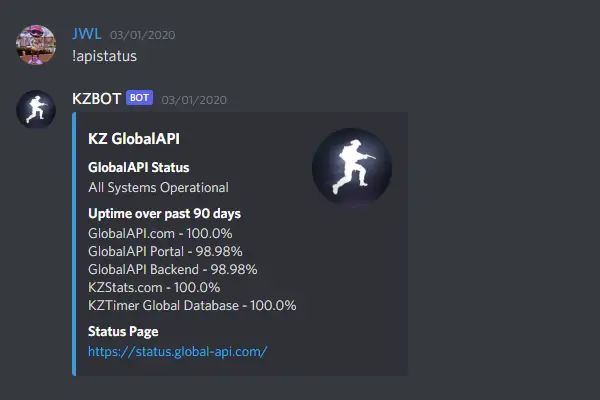 JWL 03/01/2020
!apistatus
KZBOT BOT 03/01/2020
KZ GlobalAPI
GlobalAPI Status
All Systems Operational
Uptime over past 90 days
GlobalAPI.com - 100.0%
GlobalAPI Portal - 98.98%
GlobalAPI Backend - 98.98%
KZStats.com - 100.0%
KZTimer Global Database - 100.0%
Status Page
https://status.global-api.com/